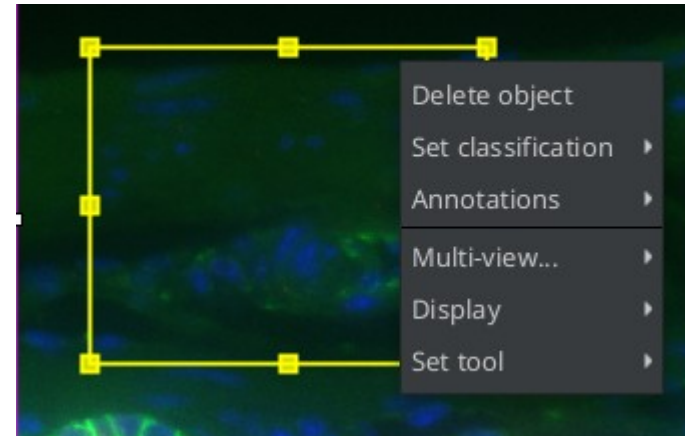 Delete object
Set classification
Annotations
Multi-view...
Display
Set tool